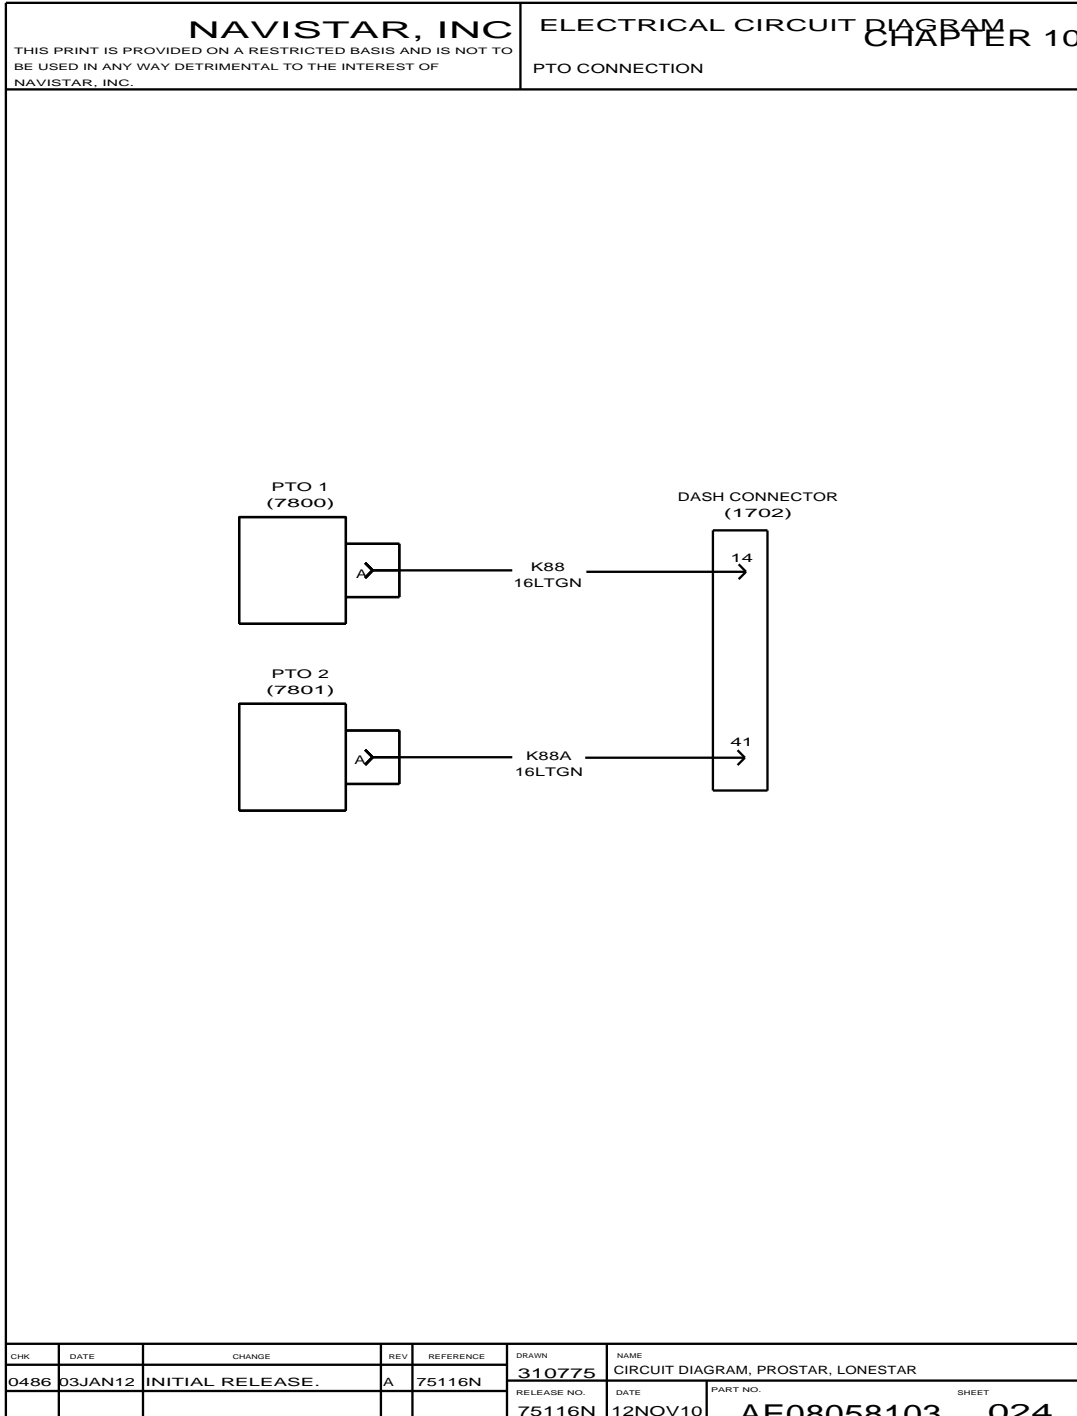 NAVISTAR, INC
THIS PRINT IS PROVIDED ON A RESTRICTED BASIS AND IS NOT TO
BE USED IN ANY WAY DETRIMENTAL TO THE INTEREST OF
NAVISTAR, INC.
ELECTRICAL CIRCUIT DIAGRAM
CHAPTER 10
PTO CONNECTION
PTO 1
(7800)
A
K88
16LTGN
DASH CONNECTOR
(1702)
14
PTO 2
(7801)
A
K88A
16LTGN
41
CHK DATE CHANGE REV REFERENCE
0486 03JAN12 INITIAL RELEASE. A 75116N
DRAWN
310775
NAME
CIRCUIT DIAGRAM, PROSTAR, LONESTAR
RELEASE NO.
75116N
DATE
12NOV10
PART NO.
AE08058103
SHEET
024